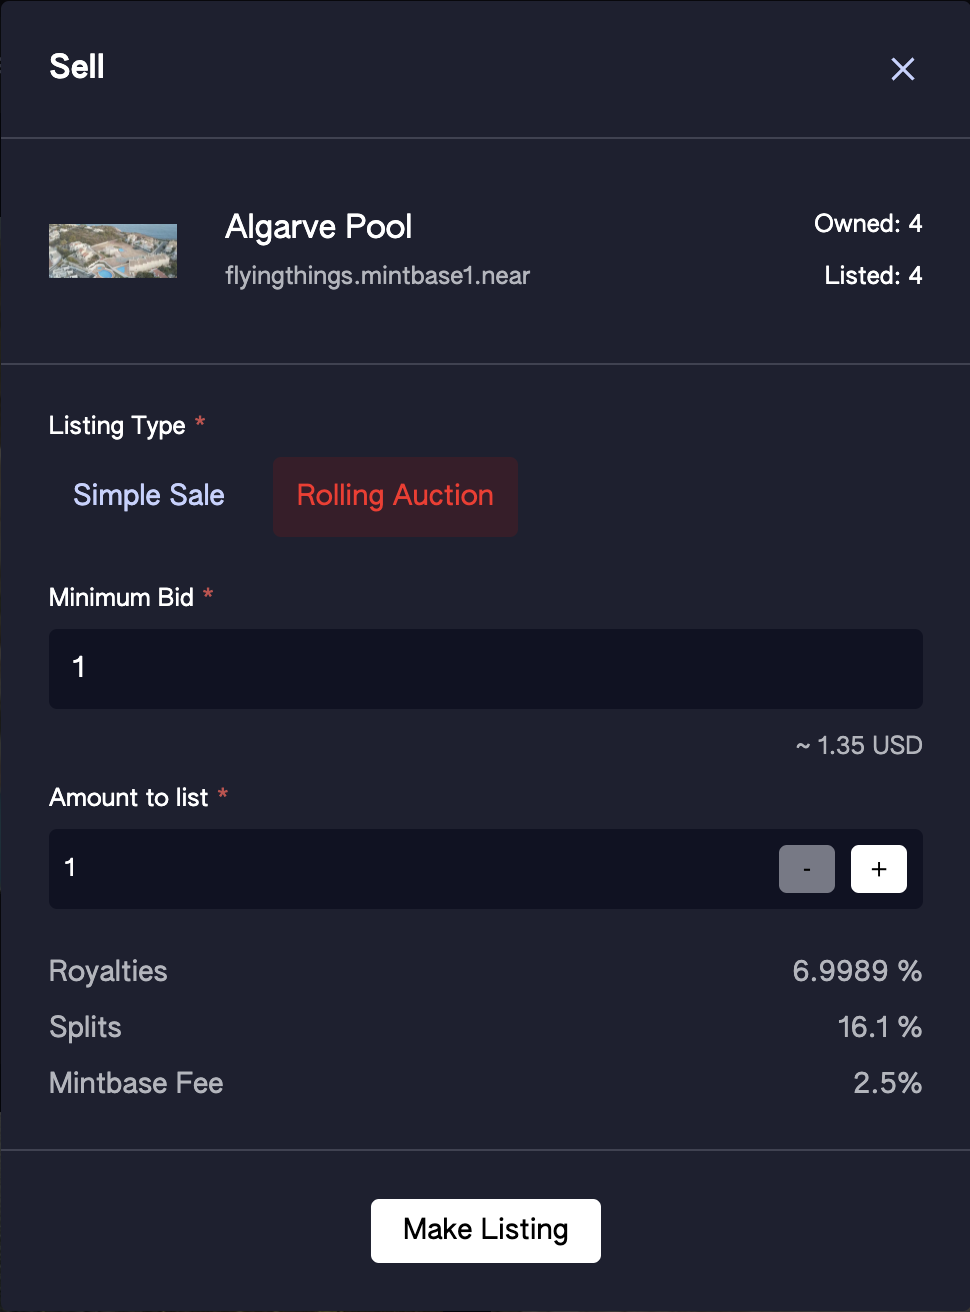 Sell
Algarve Pool
Owned: 4
flyingthings.mintbase1.near
Listed: 4
Listing Type *
Simple Sale
Rolling Auction
Minimum Bid *
1
~ 1.35 USD
Amount to list *
1
-
+
Royalties
6.9989 %
Splits
16.1 %
Mintbase Fee
2.5%
Make Listing